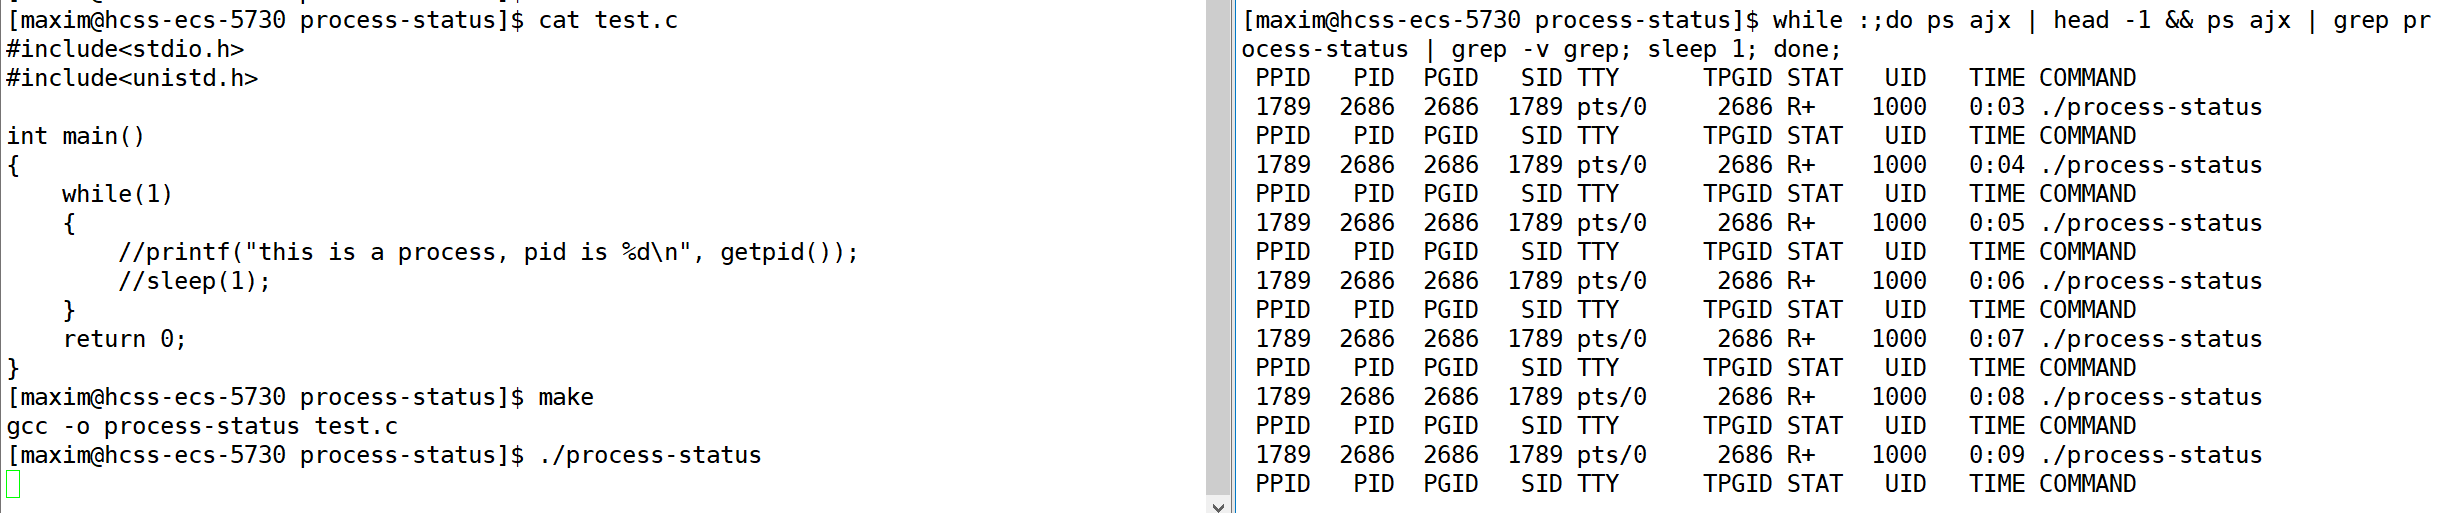 [maxim@hcss-ecs-5730 process-status]$ cat test.c
#include<stdio.h>
#include<unistd.h>

int main()
{
    while(1)
    {
        //printf("this is a process, pid is %d\n", getpid());
        //sleep(1);
    }
    return 0;
}
[maxim@hcss-ecs-5730 process-status]$ make
gcc -o process-status test.c
[maxim@hcss-ecs-5730 process-status]$ ./process-status
[maxim@hcss-ecs-5730 process-status]$ while :;do ps ajx | head -1 && ps ajx | grep pr
ocess-status | grep -v grep; sleep 1; done;
 PPID   PID  PGID   SID TTY      TPGID STAT   UID   TIME COMMAND
 1789  2686  2686  1789 pts/0     2686 R+    1000   0:03 ./process-status
 PPID   PID  PGID   SID TTY      TPGID STAT   UID   TIME COMMAND
 1789  2686  2686  1789 pts/0     2686 R+    1000   0:04 ./process-status
 PPID   PID  PGID   SID TTY      TPGID STAT   UID   TIME COMMAND
 1789  2686  2686  1789 pts/0     2686 R+    1000   0:05 ./process-status
 PPID   PID  PGID   SID TTY      TPGID STAT   UID   TIME COMMAND
 1789  2686  2686  1789 pts/0     2686 R+    1000   0:06 ./process-status
 PPID   PID  PGID   SID TTY      TPGID STAT   UID   TIME COMMAND
 1789  2686  2686  1789 pts/0     2686 R+    1000   0:07 ./process-status
 PPID   PID  PGID   SID TTY      TPGID STAT   UID   TIME COMMAND
 1789  2686  2686  1789 pts/0     2686 R+    1000   0:08 ./process-status
 PPID   PID  PGID   SID TTY      TPGID STAT   UID   TIME COMMAND
 1789  2686  2686  1789 pts/0     2686 R+    1000   0:09 ./process-status
 PPID   PID  PGID   SID TTY      TPGID STAT   UID   TIME COMMAND